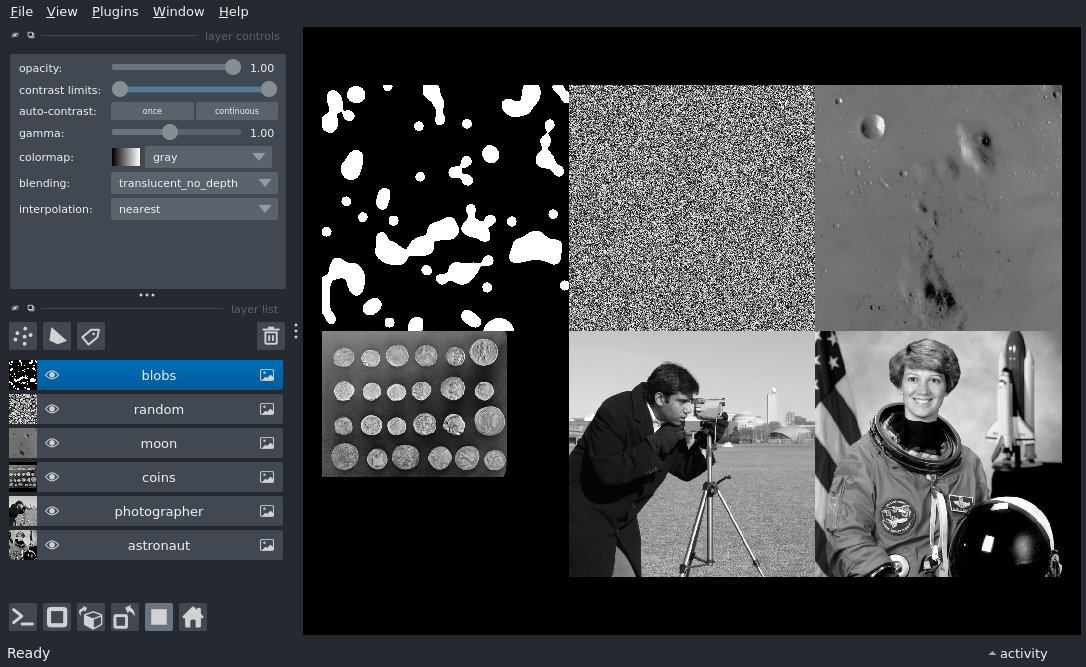 File View Plugins Window Help
layer controls
opacity: 1.00
contrast limits:
auto-contrast: once continuous
gamma: 1.00
colormap: gray
blending: translucent_no_depth
interpolation: nearest
layer list
blobs
random
moon
coins
photographer
astronaut
Ready
activity